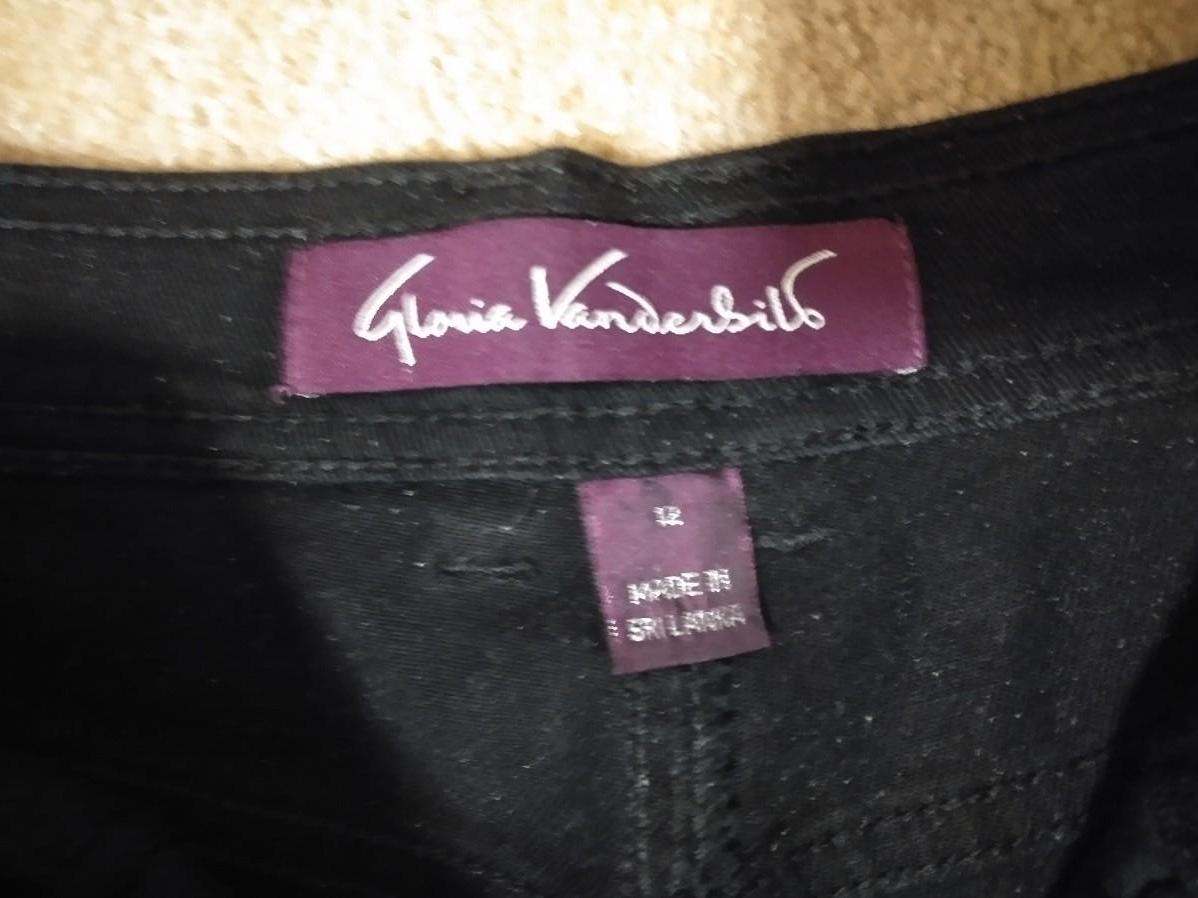 Gloria Vanderbilt
12
MADE IN
SRI LANKA